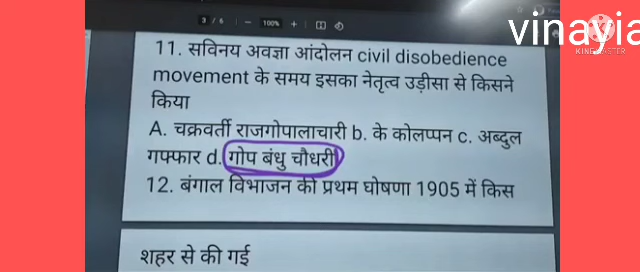 3 / 6 | — 100% +
vinayia
KINEMASTER
11. सविनय अवज्ञा आंदोलन civil disobedience
movement के समय इसका नेतृत्व उड़ीसा से किसने
किया
A. चक्रवर्ती राजगोपालाचारी b. के कोलप्पन c. अब्दुल
गफ्फार d. गोप बंधु चौधरी
12. बंगाल विभाजन की प्रथम घोषणा 1905 में किस
शहर से की गई